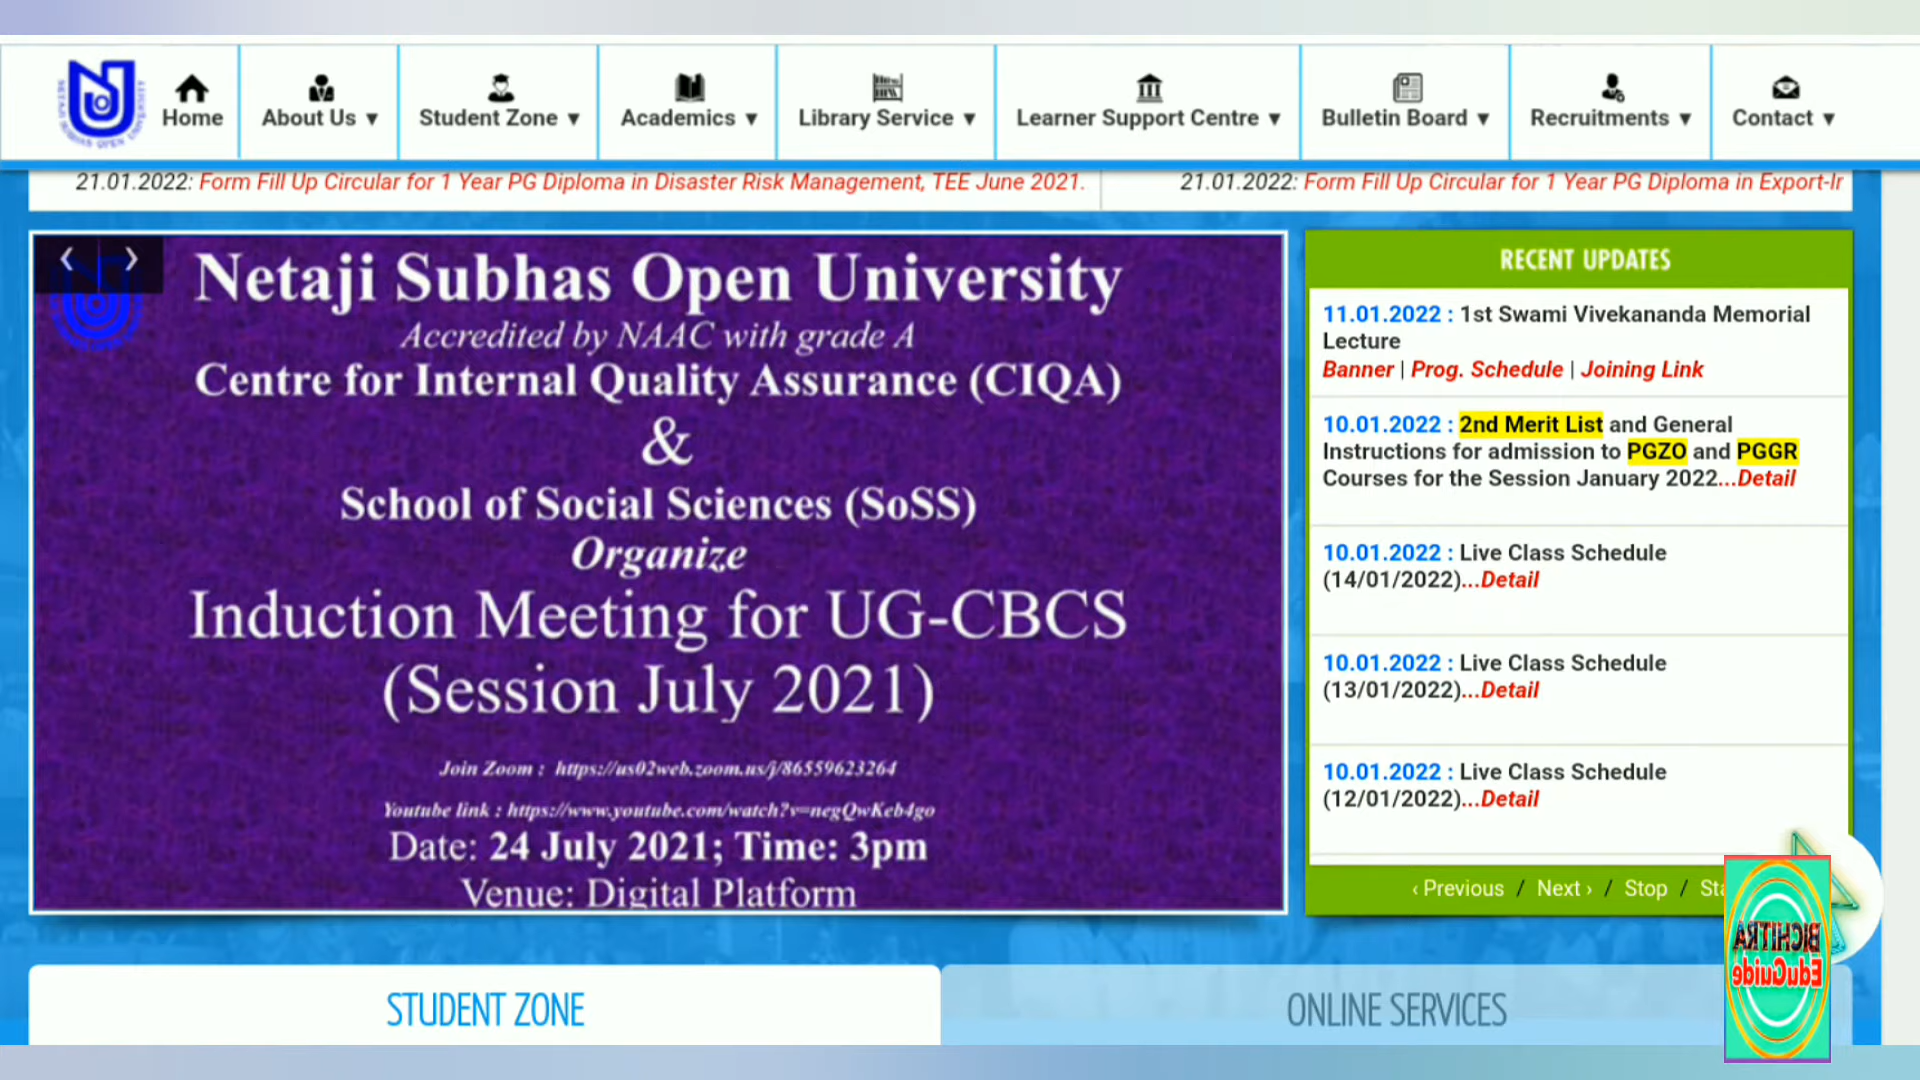 Home
About Us ▼
Student Zone ▼
Academics ▼
Library Service ▼
Learner Support Centre ▼
Bulletin Board ▼
Recruitments ▼
Contact ▼
21.01.2022: Form Fill Up Circular for 1 Year PG Diploma in Disaster Risk Management, TEE June 2021.
21.01.2022: Form Fill Up Circular for 1 Year PG Diploma in Export-Ir
Netaji Subhas Open University
Accredited by NAAC with grade A
Centre for Internal Quality Assurance (CIQA)
&
School of Social Sciences (SoSS)
Organize
Induction Meeting for UG-CBCS
(Session July 2021)
Join Zoom : https://us02web.zoom.us/j/86559623264
Youtube link : https://www.youtube.com/watch?v=negQwKeb4go
Date: 24 July 2021; Time: 3pm
Venue: Digital Platform
RECENT UPDATES
11.01.2022 : 1st Swami Vivekananda Memorial
Lecture
Banner | Prog. Schedule | Joining Link
10.01.2022 : 2nd Merit List and General
Instructions for admission to PGZO and PGGR
Courses for the Session January 2022...Detail
10.01.2022 : Live Class Schedule
(14/01/2022)...Detail
10.01.2022 : Live Class Schedule
(13/01/2022)...Detail
10.01.2022 : Live Class Schedule
(12/01/2022)...Detail
‹ Previous / Next › / Stop / Sta
BICHITRA
EduGuide
STUDENT ZONE
ONLINE SERVICES